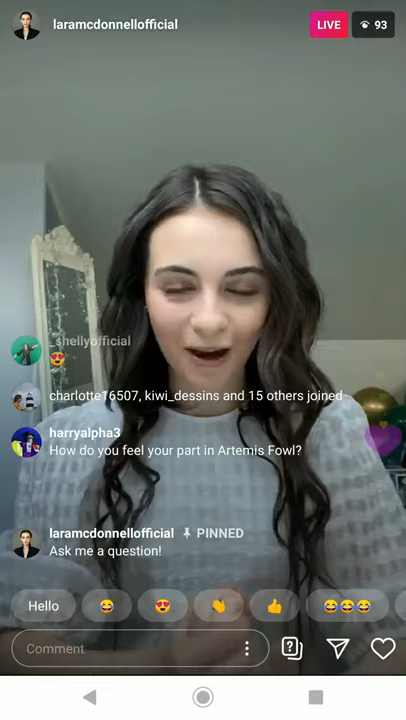 laramcdonnellofficial
LIVE
93
_shellyofficial
😍
charlotte16507, kiwi_dessins and 15 others joined
harryalpha3
How do you feel your part in Artemis Fowl?
laramcdonnellofficial PINNED
Ask me a question!
Hello 😂 😍 👏 👍 😂😂😂
Comment